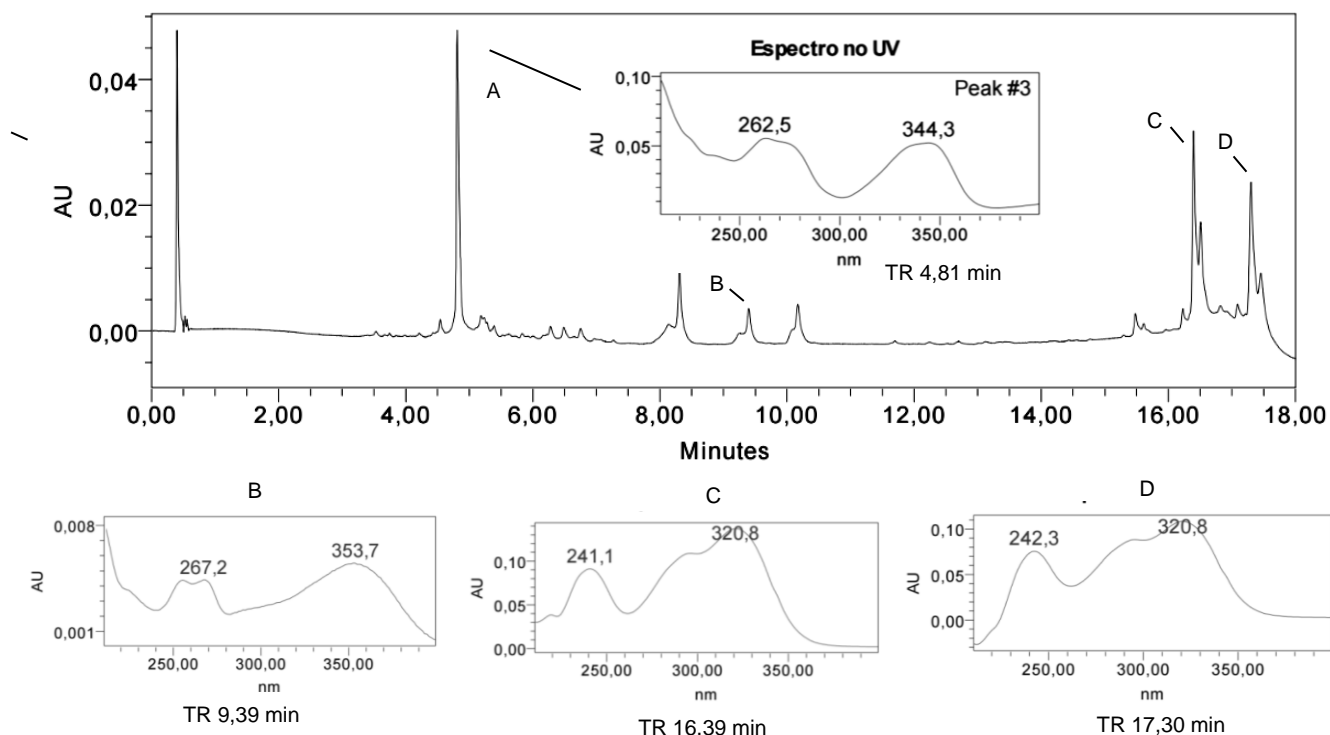 Espectro no UV
0,10
Peak #3
262,5
344,3
AU
0,05
250,00 300,00 350,00
nm
TR 4,81 min
A
B
C
D
0,04
0,02
0,00
AU
0,00 2,00 4,00 6,00 8,00 10,00 12,00 14,00 16,00 18,00
Minutes
B
0,008
267,2
353,7
AU
0,001
250,00 300,00 350,00
nm
TR 9,39 min
C
320,8
241,1
0,10
AU
0,05
0,00
250,00 300,00 350,00
nm
TR 16,39 min
D
320,8
242,3
0,10
AU
0,05
0,00
250,00 300,00 350,00
nm
TR 17,30 min